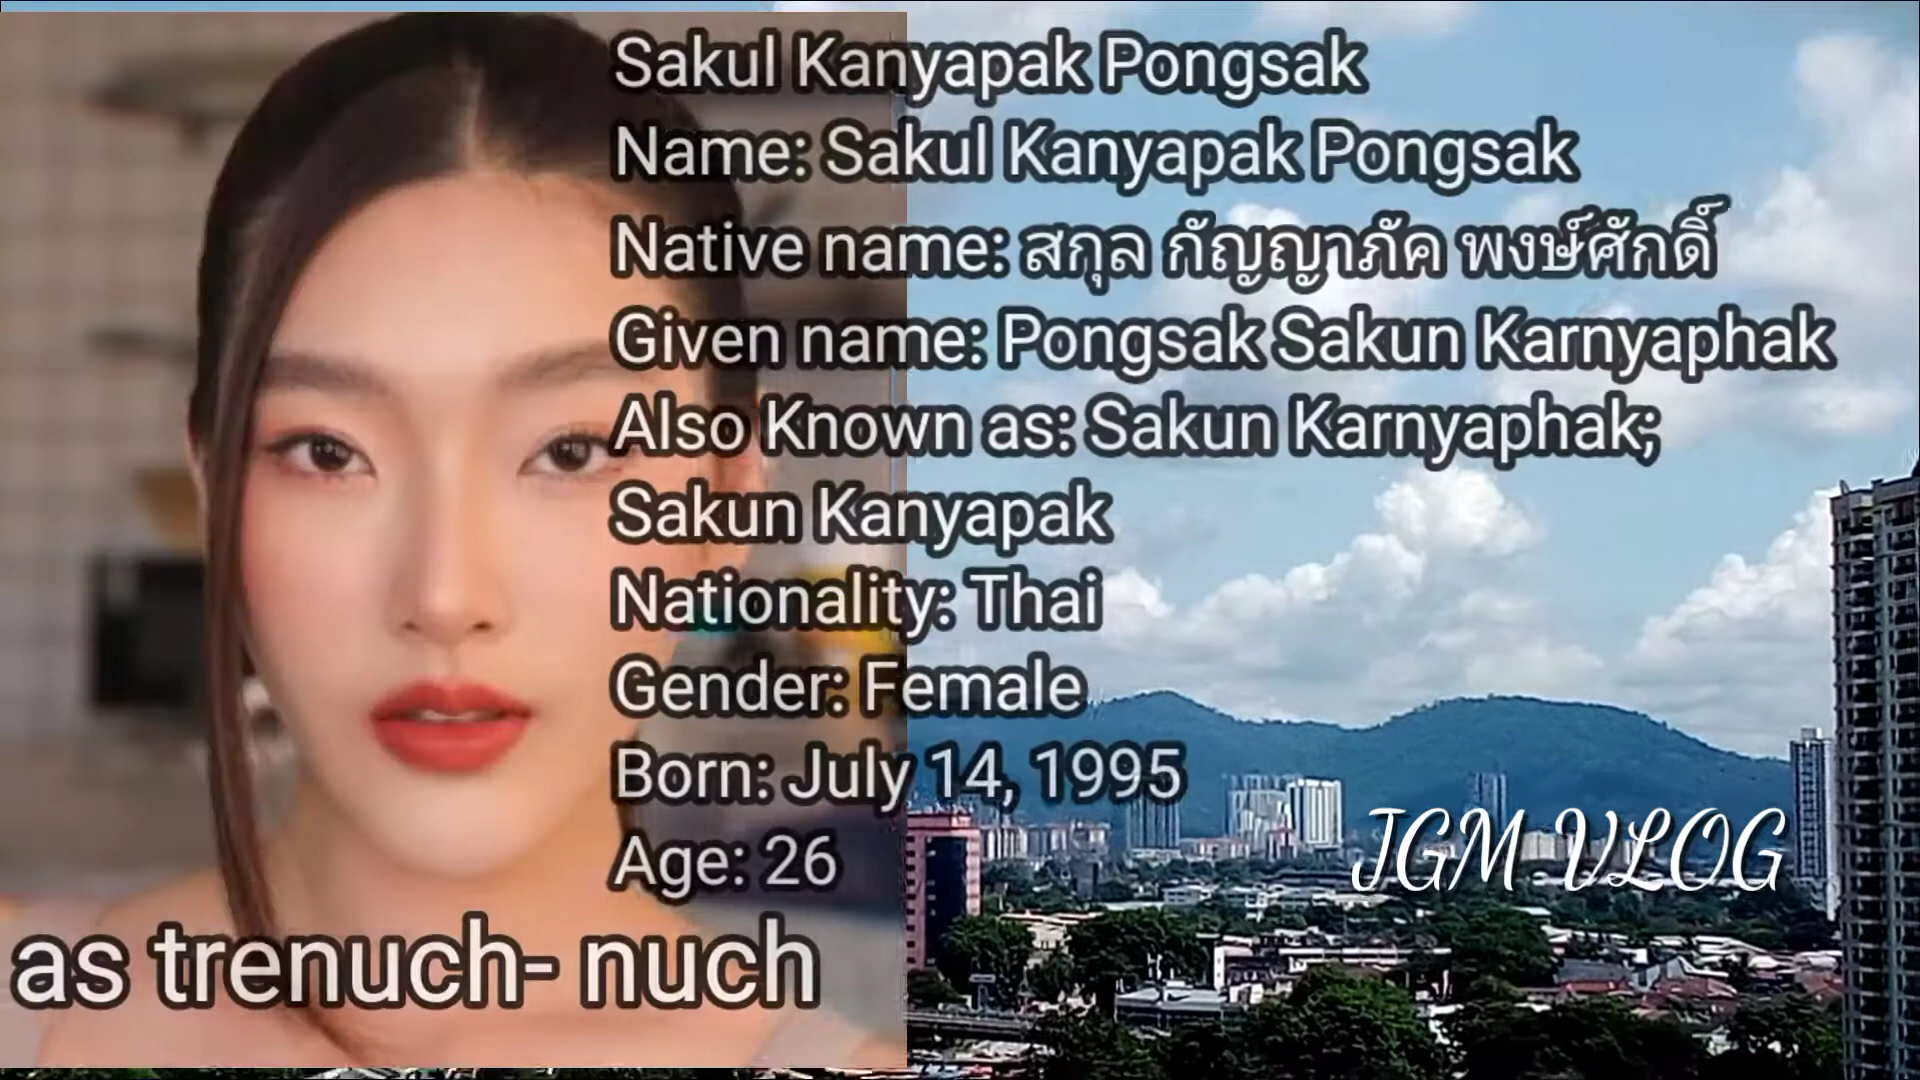 Sakul Kanyapak Pongsak
Name: Sakul Kanyapak Pongsak
Native name: สกุล กัญญาภัค พงษ์ศักดิ์
Given name: Pongsak Sakun Karnyaphak
Also Known as: Sakun Karnyaphak;
Sakun Kanyapak
Nationality: Thai
Gender: Female
Born: July 14, 1995
Age: 26
as trenuch- nuch
JGM VLOG